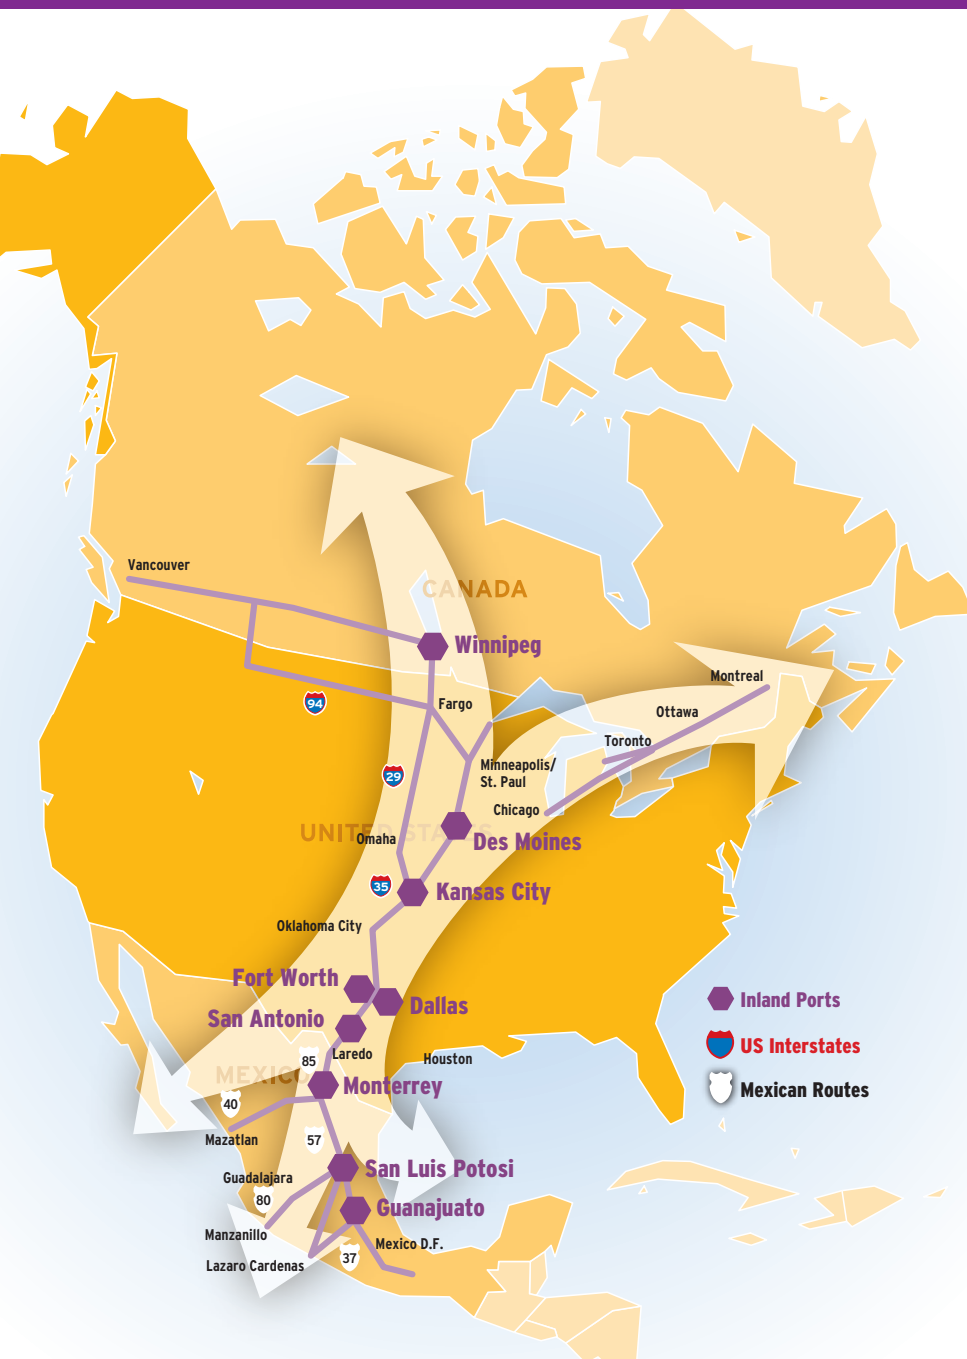 Vancouver
CANADA
Winnipeg
Montreal
94
Fargo
Ottawa
Toronto
Minneapolis/
St. Paul
29
Chicago
UNITED STATES
Omaha
Des Moines
35
Kansas City
Oklahoma City
Fort Worth
Dallas
Inland Ports
San Antonio
US Interstates
Laredo
Houston
85
MEXICO
Monterrey
Mexican Routes
40
Mazatlan
57
San Luis Potosi
Guadalajara
80
Guanajuato
Manzanillo
Mexico D.F.
Lazaro Cardenas
37